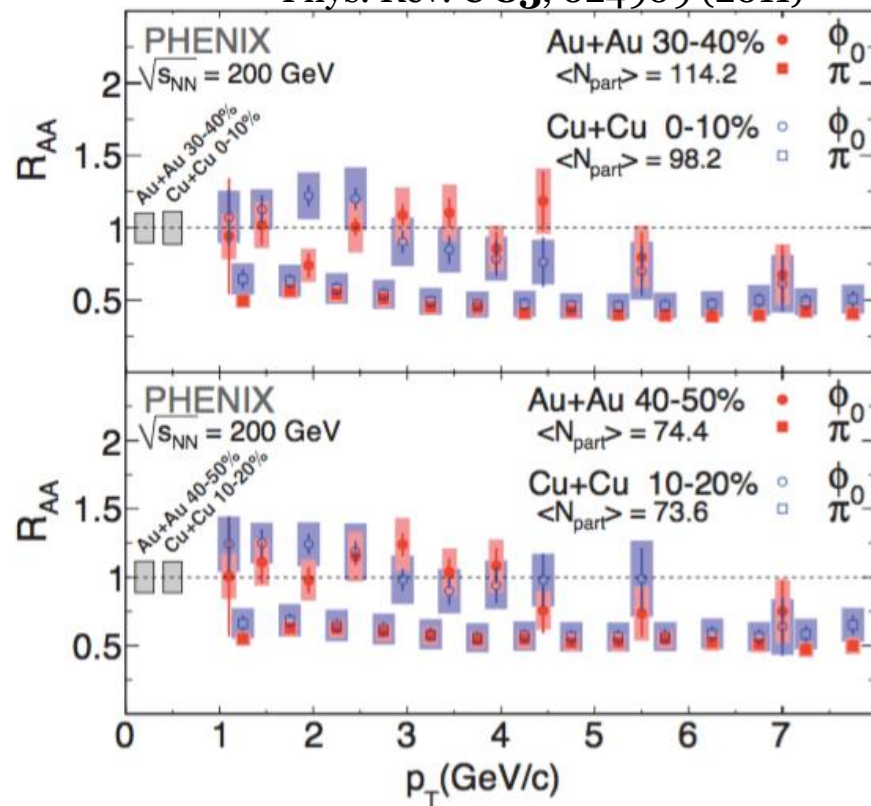 PHENIX
√sNN = 200 GeV
Au+Au 30-40%
Cu+Cu 0-10%
Au+Au 30-40% ϕ
<Npart> = 114.2 π0
Cu+Cu 0-10% ϕ
<Npart> = 98.2 π0
RAA
2
1.5
1
0.5
PHENIX
√sNN = 200 GeV
Au+Au 40-50%
Cu+Cu 10-20%
Au+Au 40-50% ϕ
<Npart> = 74.4 π0
Cu+Cu 10-20% ϕ
<Npart> = 73.6 π0
RAA
2
1.5
1
0.5
0 1 2 3 4 5 6 7
pT(GeV/c)